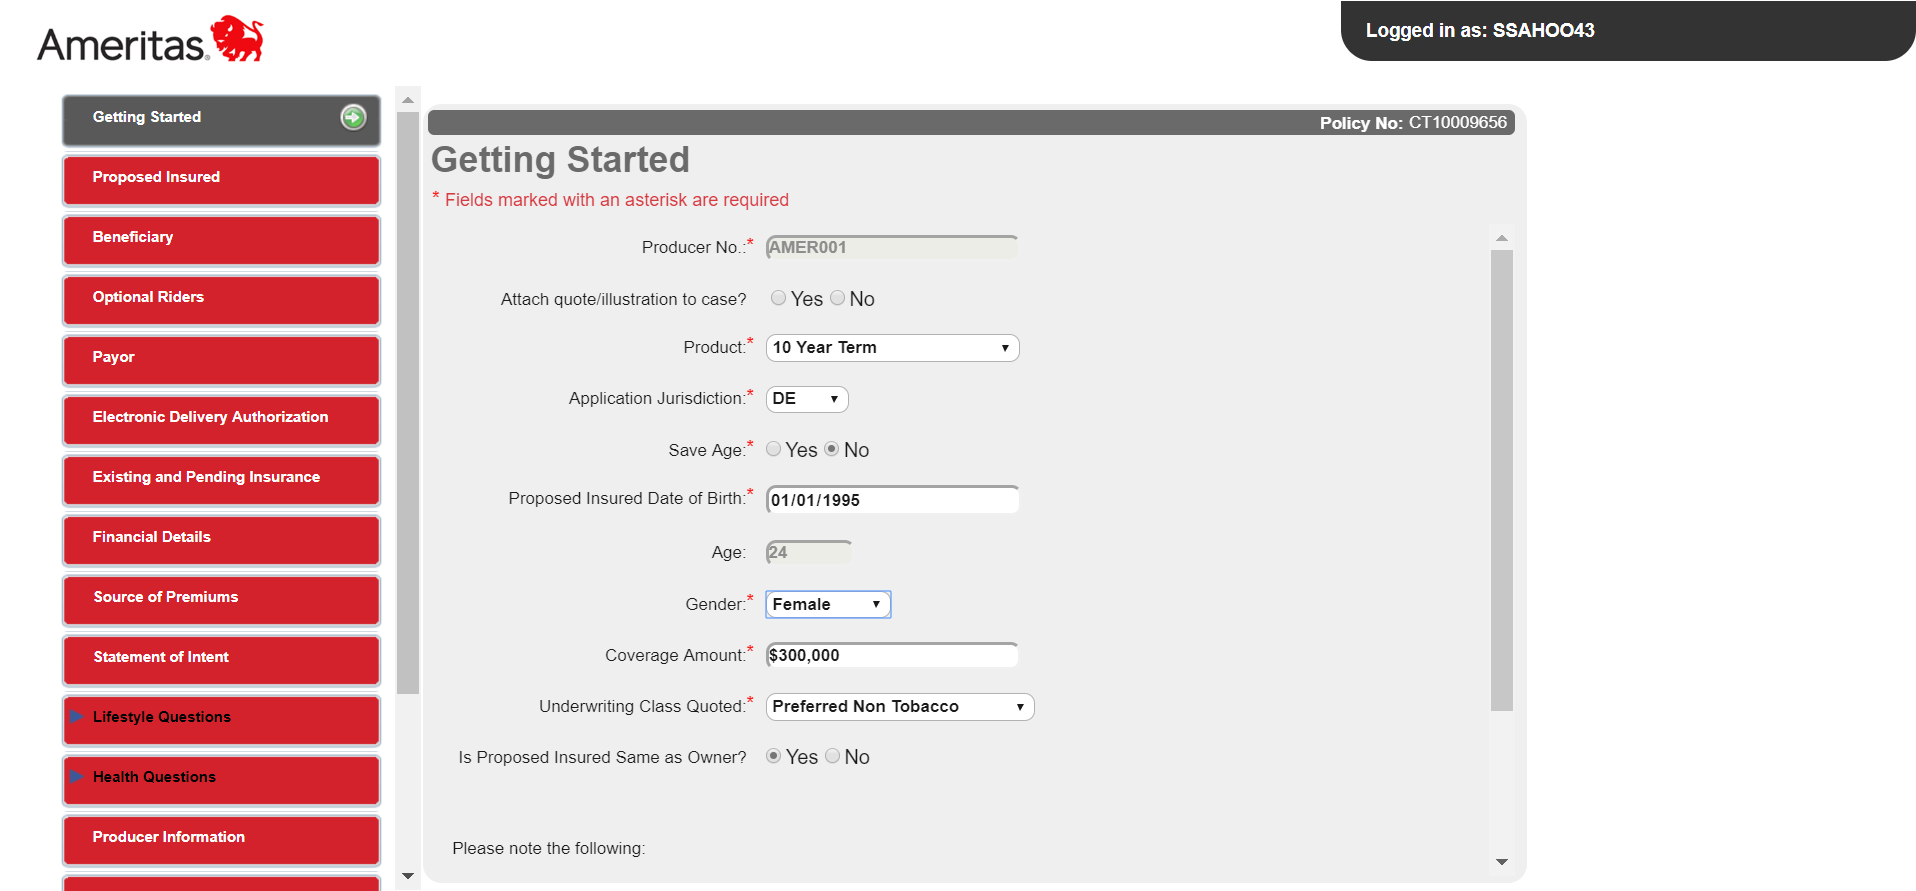 Ameritas
Logged in as: SSAHOO43
Getting Started
Proposed Insured
Beneficiary
Optional Riders
Payor
Electronic Delivery Authorization
Existing and Pending Insurance
Financial Details
Source of Premiums
Statement of Intent
Lifestyle Questions
Health Questions
Producer Information
Policy No: CT10009656
Getting Started
* Fields marked with an asterisk are required
Producer No.:* AMER001
Attach quote/illustration to case? Yes No
Product:* 10 Year Term
Application Jurisdiction:* DE
Save Age:* Yes No
Proposed Insured Date of Birth:* 01/01/1995
Age: 24
Gender:* Female
Coverage Amount:* $300,000
Underwriting Class Quoted:* Preferred Non Tobacco
Is Proposed Insured Same as Owner? Yes No
Please note the following: